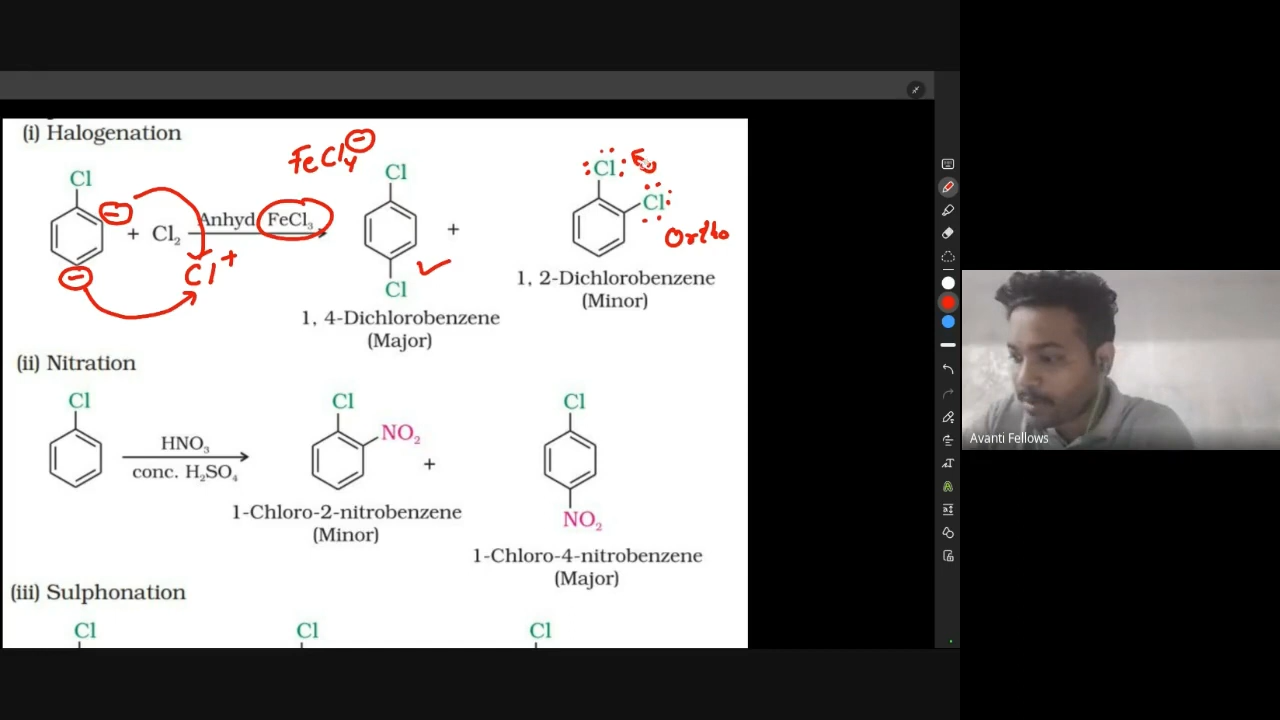 (i) Halogenation
FeCl₄⊖
Cl
⊖
⊖
+ Cl₂
Anhyd. FeCl₃
Cl⁺
Cl
Cl
1, 4-Dichlorobenzene
(Major)
+
Cl
Cl
Ortho
1, 2-Dichlorobenzene
(Minor)
(ii) Nitration
Cl
HNO₃
conc. H₂SO₄
Cl
NO₂
1-Chloro-2-nitrobenzene
(Minor)
+
Cl
NO₂
1-Chloro-4-nitrobenzene
(Major)
(iii) Sulphonation
Cl
Cl
Cl
Avanti Fellows